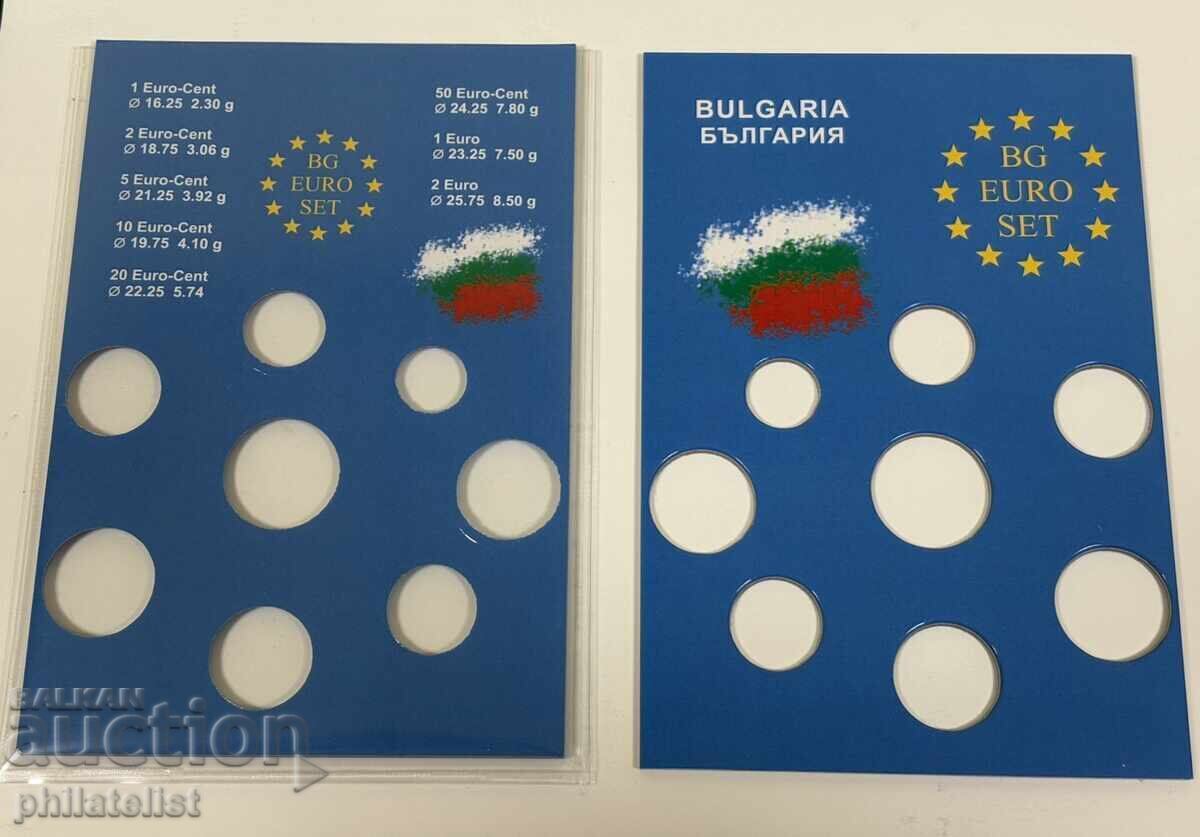 1 Euro-Cent
Ø 16.25 2.30 g
2 Euro-Cent
Ø 18.75 3.06 g
5 Euro-Cent
Ø 21.25 3.92 g
10 Euro-Cent
Ø 19.75 4.10 g
20 Euro-Cent
Ø 22.25 5.74
BG
EURO
SET
50 Euro-Cent
Ø 24.25 7.80 g
1 Euro
Ø 23.25 7.50 g
2 Euro
Ø 25.75 8.50 g
BULGARIA
БЪЛГАРИЯ
BG
EURO
SET
BALKAN
auction
philatelist